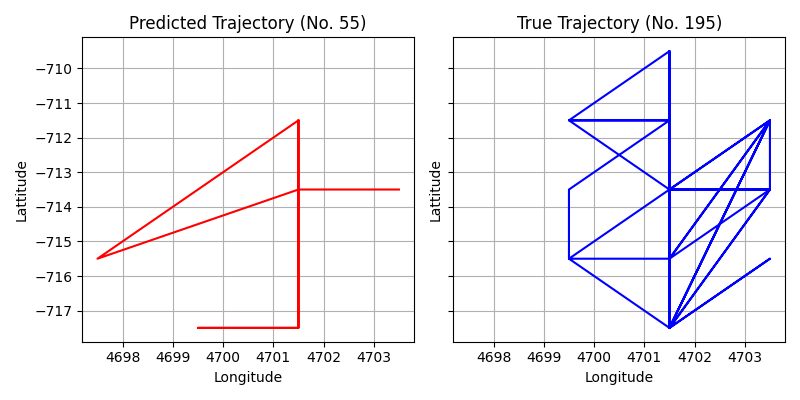 Predicted Trajectory (No. 55)
True Trajectory (No. 195)
Lattitude
−710
−711
−712
−713
−714
−715
−716
−717
4698 4699 4700 4701 4702 4703
Longitude
Lattitude
4698 4699 4700 4701 4702 4703
Longitude